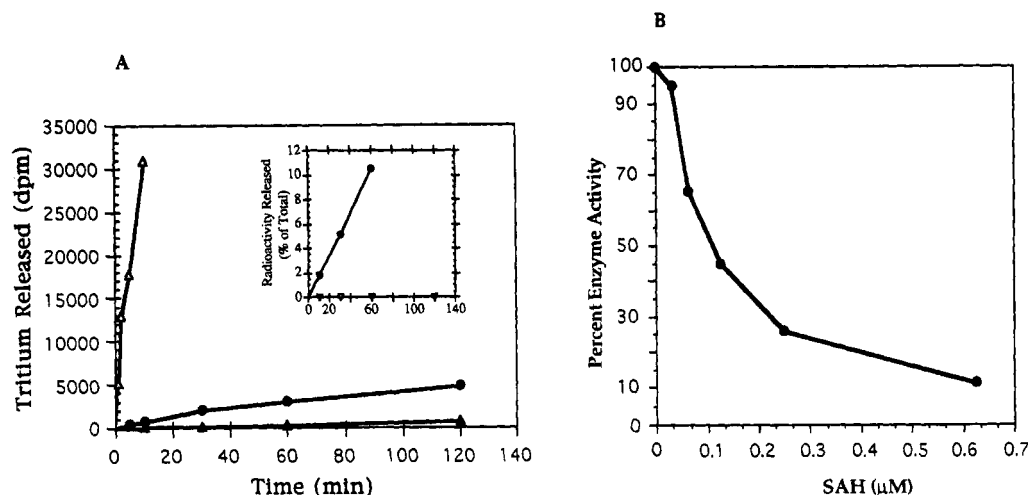 A
Tritium Released (dpm)
35000
30000
25000
20000
15000
10000
5000
0
0 20 40 60 80 100 120 140
Time (min)
Radioactivity Released
(% of Total)
12
10
8
6
4
2
0
0 20 60 100 140
B
Percent Enzyme Activity
100
90
70
50
30
10
0
0 0.1 0.2 0.3 0.4 0.5 0.6 0.7
SAH (µM)